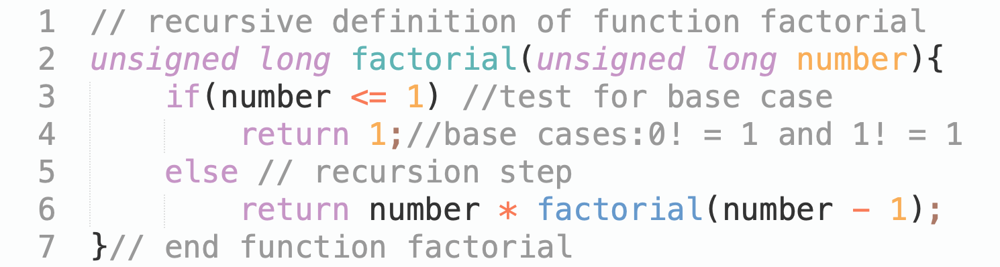 1 // recursive definition of function factorial
2 unsigned long factorial(unsigned long number){
3     if(number <= 1) //test for base case
4         return 1;//base cases:0! = 1 and 1! = 1
5     else // recursion step
6         return number * factorial(number - 1);
7 }// end function factorial